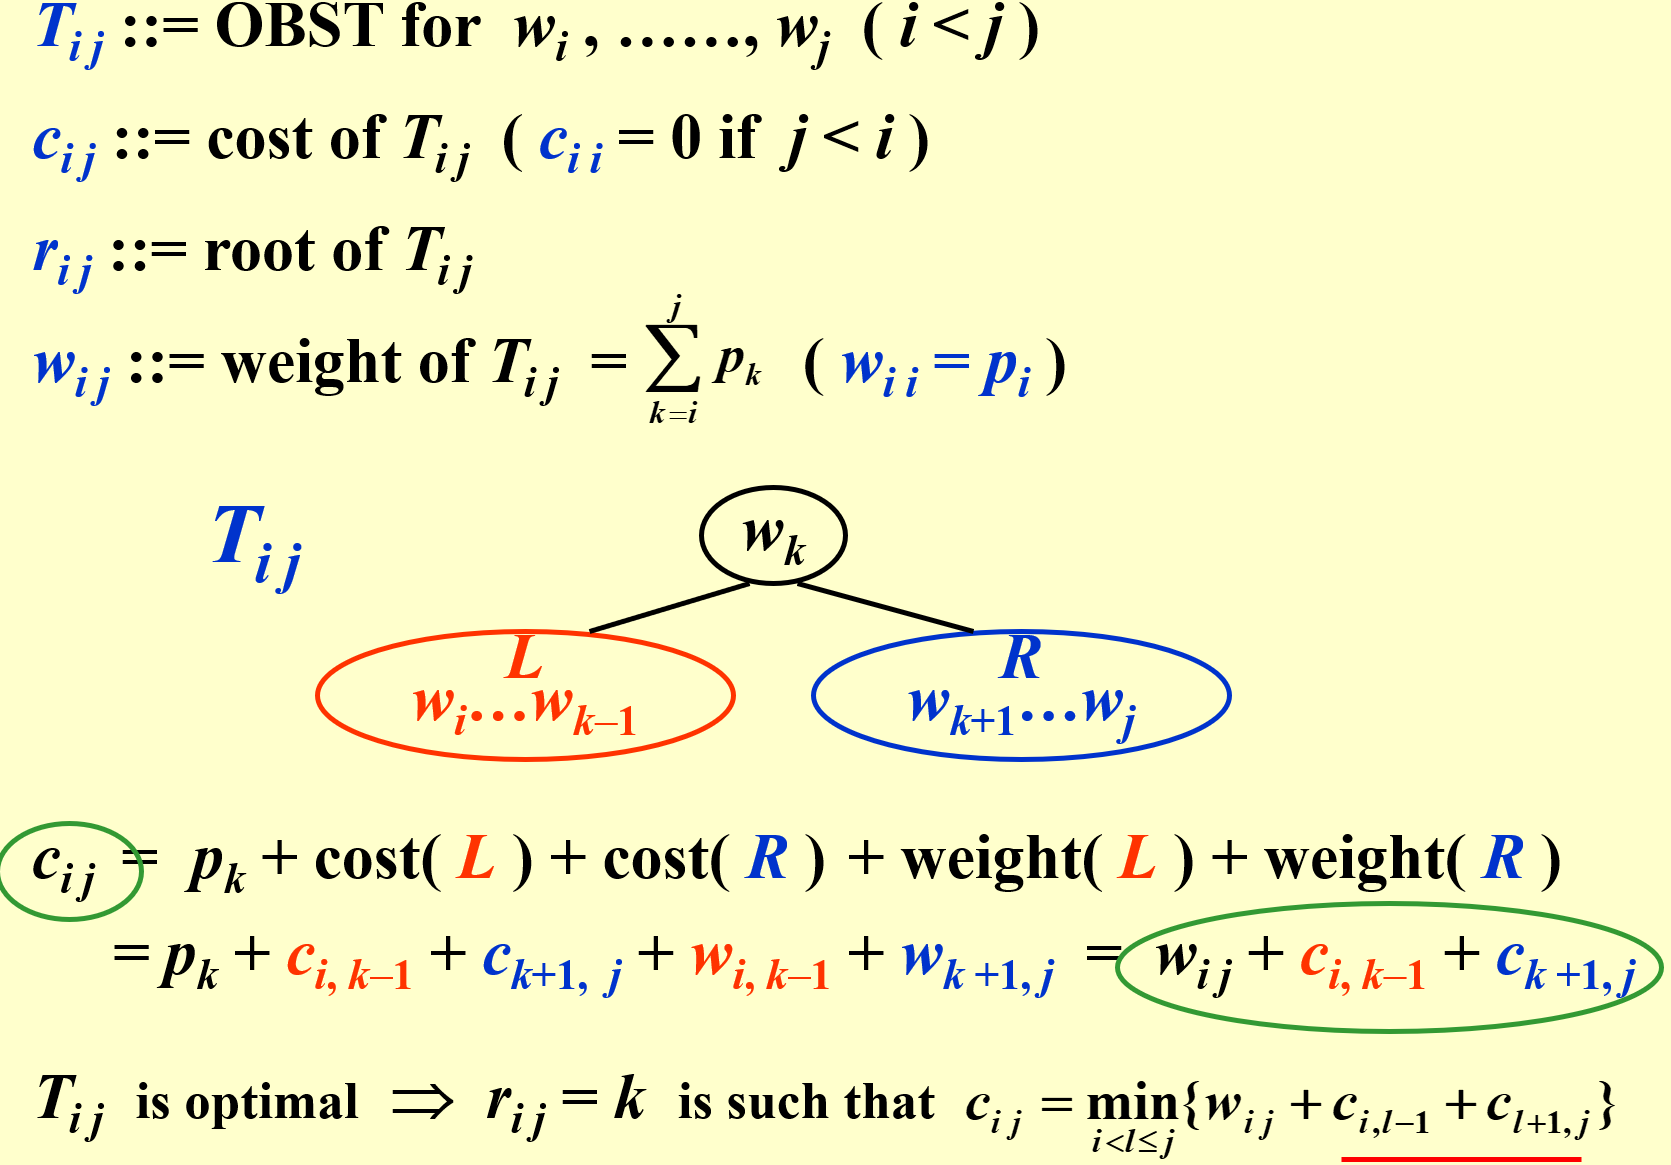 T_{ij} ::= OBST for w_i , ……, w_j ( i < j )
c_{ij} ::= cost of T_{ij} ( c_{ii} = 0 if j < i )
r_{ij} ::= root of T_{ij}
w_{ij} ::= weight of T_{ij} = \sum_{k=i}^{j} p_k ( w_{ii} = p_i )
T_{ij}
w_k
L
w_i…w_{k–1}
R
w_{k+1}…w_j
c_{ij} = p_k + cost( L ) + cost( R ) + weight( L ) + weight( R )
= p_k + c_{i, k–1} + c_{k+1, j} + w_{i, k–1} + w_{k+1, j} = w_{ij} + c_{i, k–1} + c_{k+1, j}
T_{ij} is optimal ⇒ r_{ij} = k is such that c_{ij} = \min_{i<l≤j}{w_{ij} + c_{i,l−1} + c_{l+1,j}}